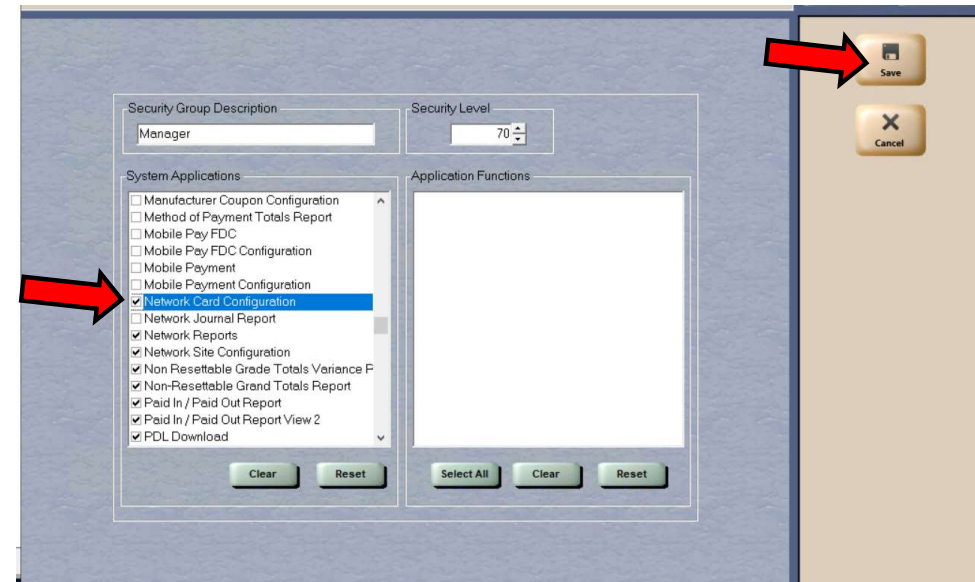 Save
Cancel
Security Group Description
Manager
Security Level
70
System Applications
Manufacturer Coupon Configuration
Method of Payment Totals Report
Mobile Pay FDC
Mobile Pay FDC Configuration
Mobile Payment
Mobile Payment Configuration
Network Card Configuration
Network Journal Report
Network Reports
Network Site Configuration
Non Resettable Grade Totals Variance
Non-Resettable Grand Totals Report
Paid In / Paid Out Report
Paid In / Paid Out Report View 2
PDL Download
Clear
Reset
Application Functions
Select All
Clear
Reset